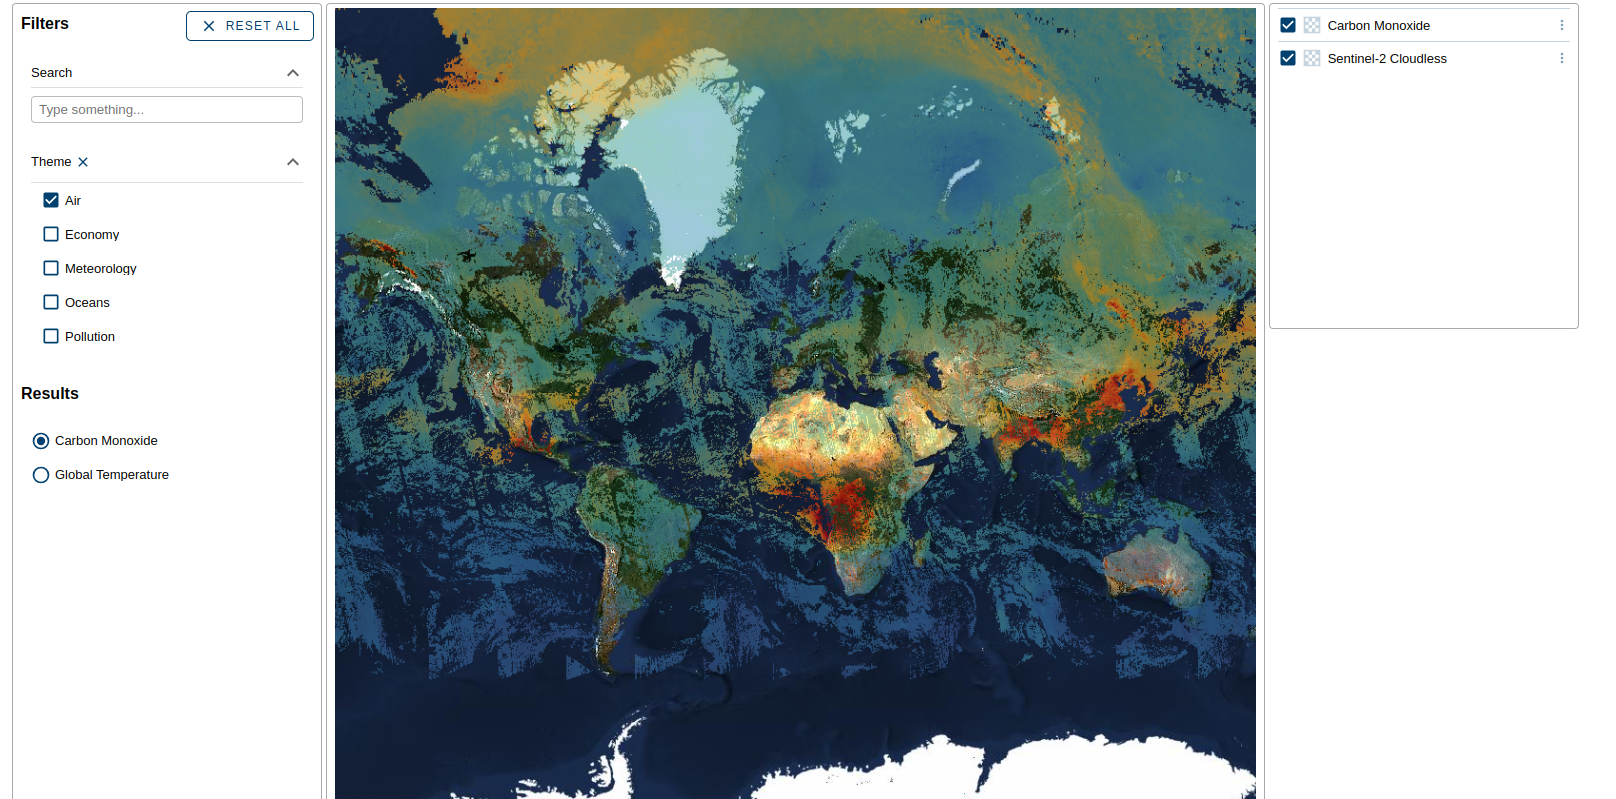 Filters
RESET ALL
Search
Type something...
Theme
Air
Economy
Meteorology
Oceans
Pollution
Results
Carbon Monoxide
Global Temperature
Carbon Monoxide
Sentinel-2 Cloudless